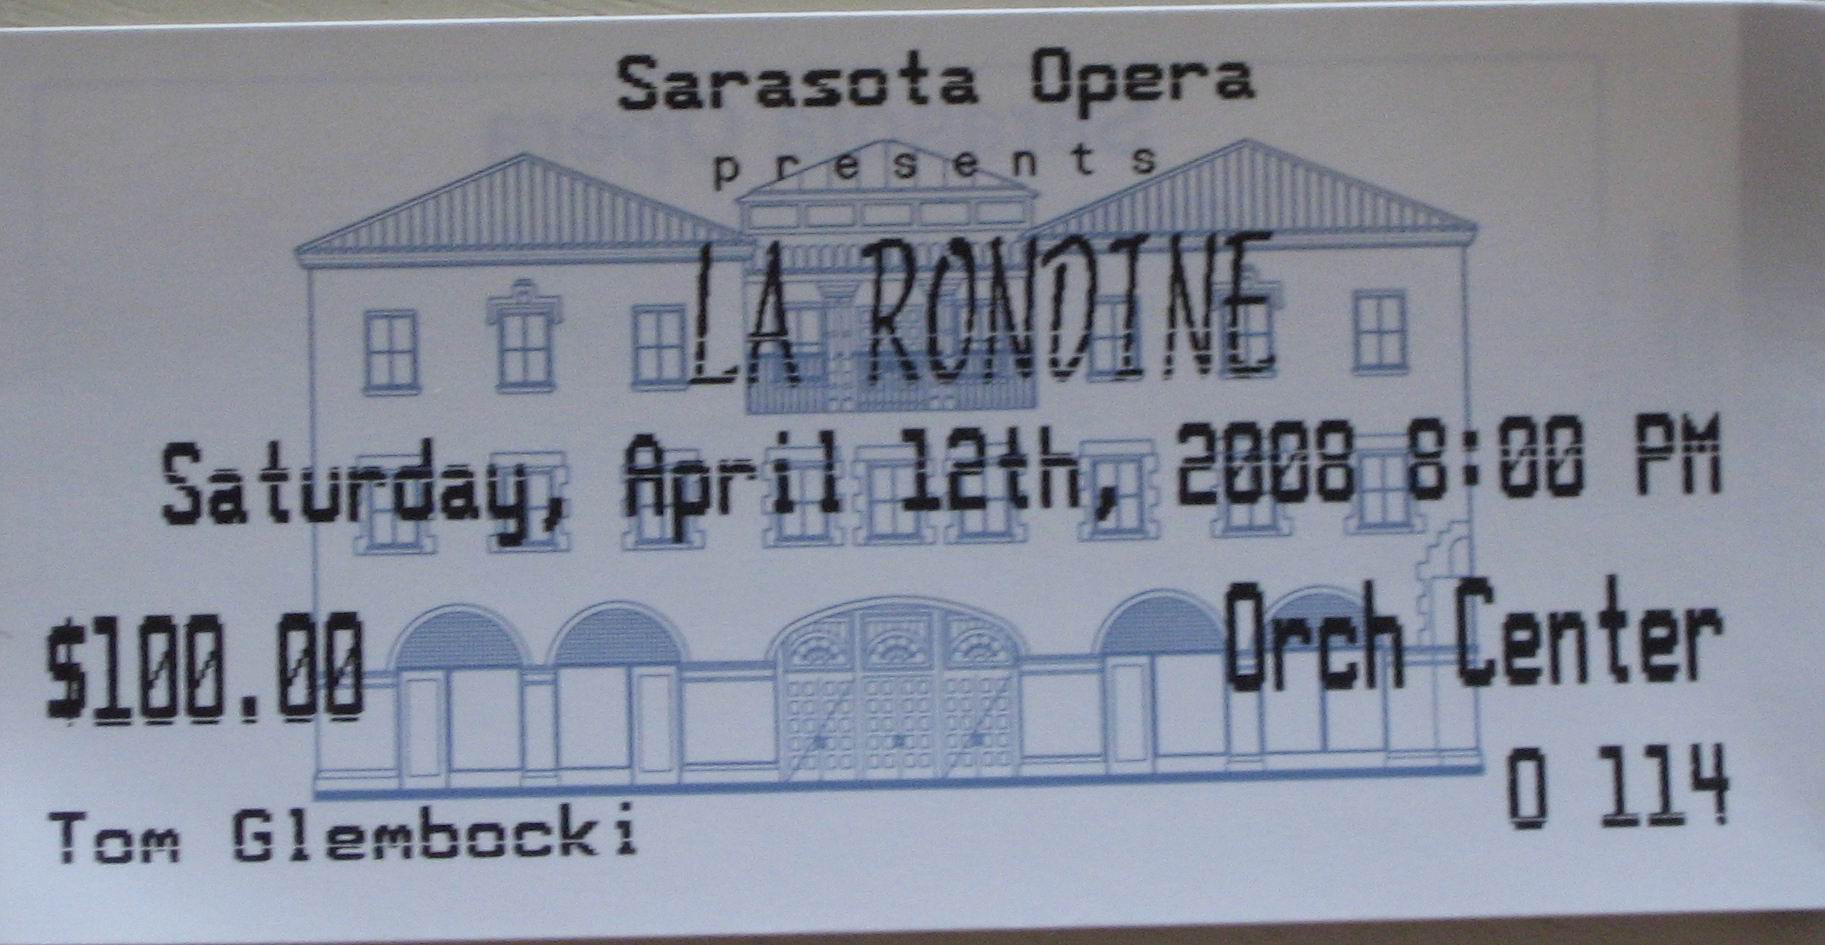 Sarasota Opera
presents
LA RONDINE
Saturday, April 12th, 2008 8:00 PM
$100.00 Orch Center
O 114
Tom Glembocki